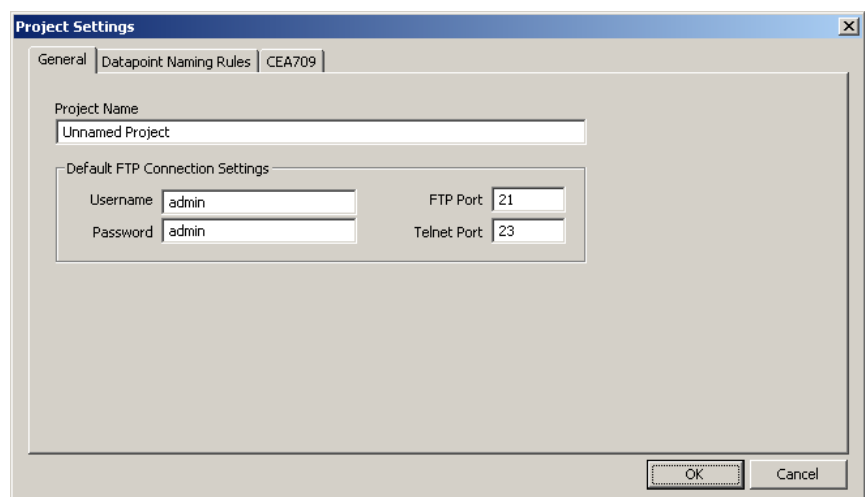 Project Settings
General Datapoint Naming Rules CEA709
Project Name
Unnamed Project
Default FTP Connection Settings
Username admin FTP Port 21
Password admin Telnet Port 23
OK Cancel